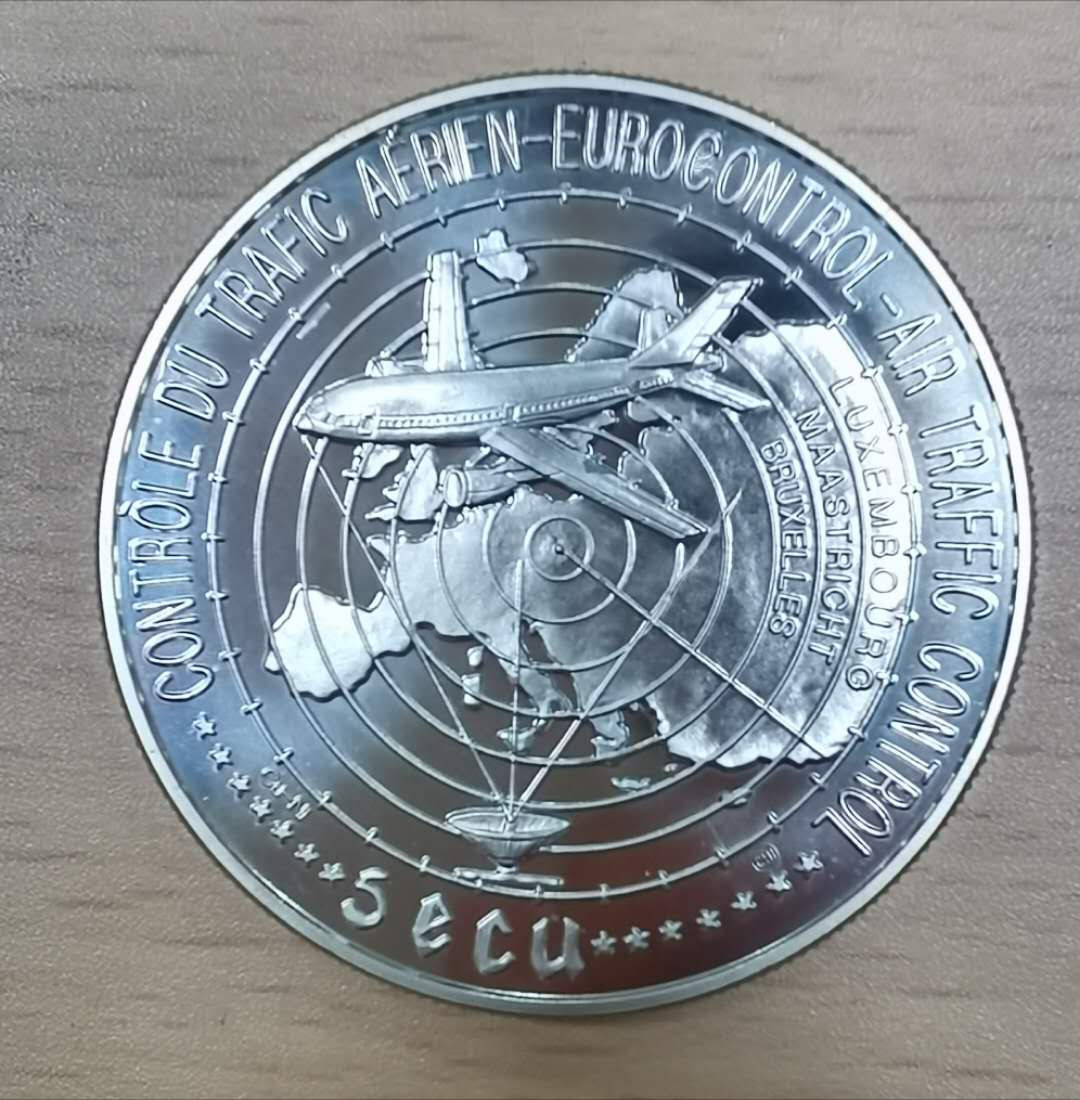 CONTRÔLE DU TRAFIC AÉRIEN-EUROCONTROL-AIR TRAFFIC CONTROL
LUXEMBOURG
MAASTRICHT
BRUXELLES
5 ecu